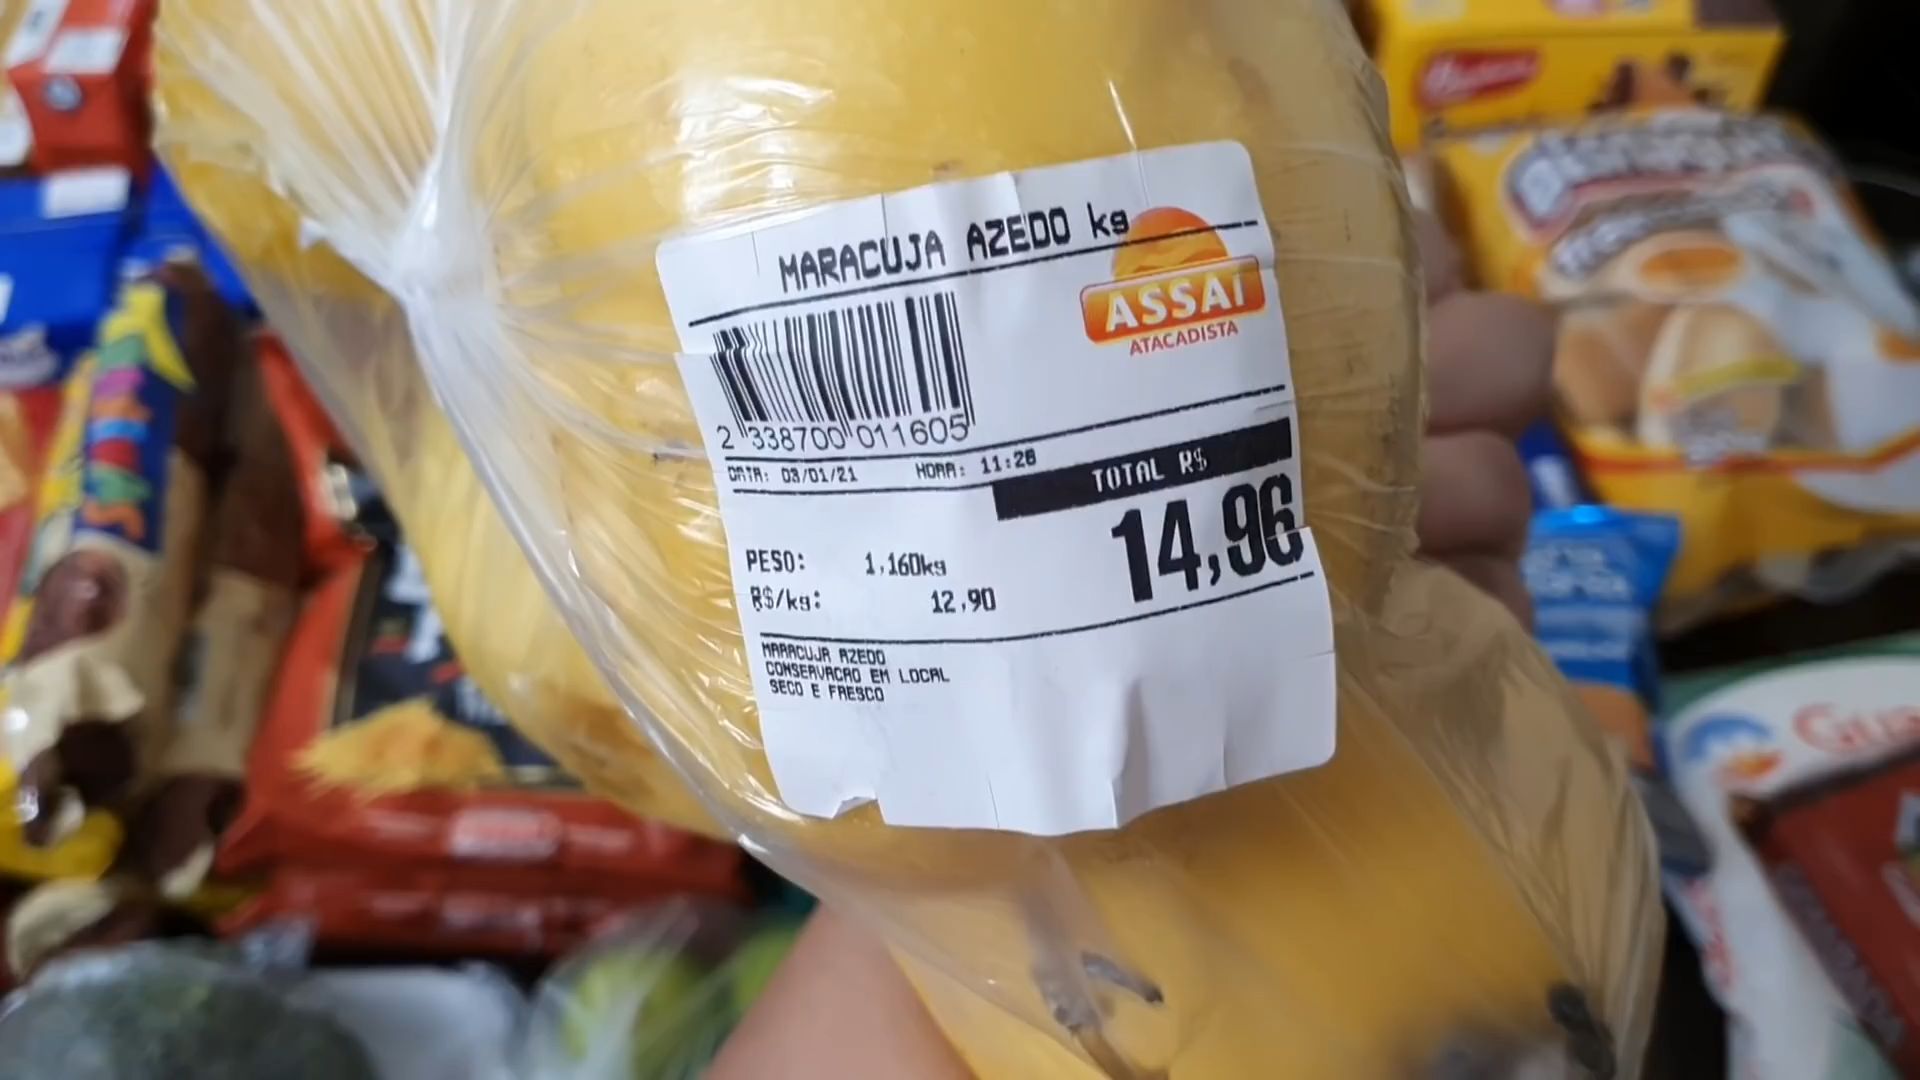 MARACUJA AZEDO kg
ASSAÍ
ATACADISTA
2 338700 011605
DATA: 03/01/21 HORA: 11:26
TOTAL R$
14,96
PESO: 1,160kg
R$/kg: 12,90
MARACUJA AZEDO
CONSERVACAO EM LOCAL
SECO E FRESCO